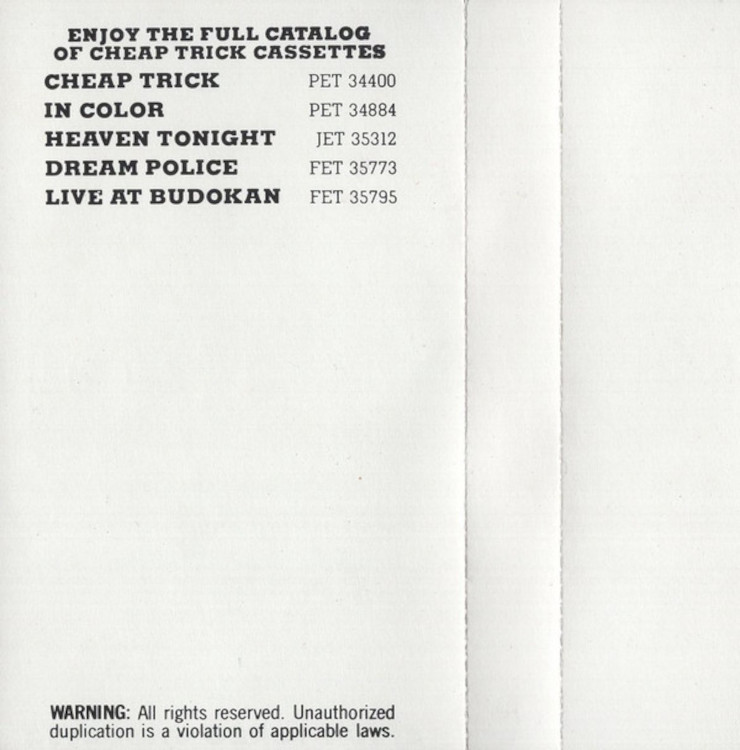 ENJOY THE FULL CATALOG
OF CHEAP TRICK CASSETTES
CHEAP TRICK PET 34400
IN COLOR PET 34884
HEAVEN TONIGHT JET 35312
DREAM POLICE FET 35773
LIVE AT BUDOKAN FET 35795
WARNING: All rights reserved. Unauthorized
duplication is a violation of applicable laws.